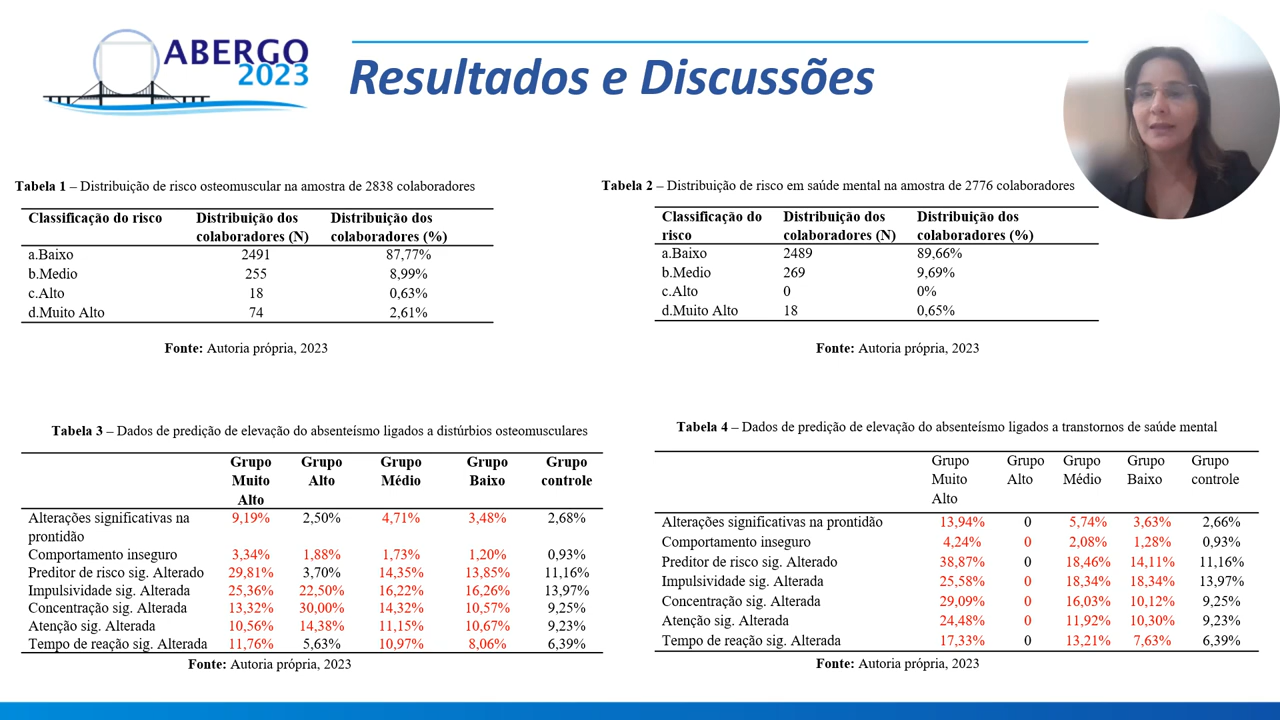 ABERGO
2023
Resultados e Discussões
Tabela 1 – Distribuição de risco osteomuscular na amostra de 2838 colaboradores
Classificação do risco Distribuição dos colaboradores (N) Distribuição dos colaboradores (%)
a.Baixo 2491 87,77%
b.Medio 255 8,99%
c.Alto 18 0,63%
d.Muito Alto 74 2,61%
Fonte: Autoria própria, 2023
Tabela 2 – Distribuição de risco em saúde mental na amostra de 2776 colaboradores
Classificação do risco Distribuição dos colaboradores (N) Distribuição dos colaboradores (%)
a.Baixo 2489 89,66%
b.Medio 269 9,69%
c.Alto 0 0%
d.Muito Alto 18 0,65%
Fonte: Autoria própria, 2023
Tabela 3 – Dados de predição de elevação do absenteísmo ligados a distúrbios osteomusculares
Grupo Muito Alto Grupo Alto Grupo Médio Grupo Baixo Grupo controle
Alterações significativas na prontidão 9,19% 2,50% 4,71% 3,48% 2,68%
Comportamento inseguro 3,34% 1,88% 1,73% 1,20% 0,93%
Preditor de risco sig. Alterado 29,81% 3,70% 14,35% 13,85% 11,16%
Impulsividade sig. Alterada 25,36% 22,50% 16,22% 16,26% 13,97%
Concentração sig. Alterada 13,32% 30,00% 14,32% 10,57% 9,25%
Atenção sig. Alterada 10,56% 14,38% 11,15% 10,67% 9,23%
Tempo de reação sig. Alterada 11,76% 5,63% 10,97% 8,06% 6,39%
Fonte: Autoria própria, 2023
Tabela 4 – Dados de predição de elevação do absenteísmo ligados a transtornos de saúde mental
Grupo Muito Alto Grupo Alto Grupo Médio Grupo Baixo Grupo controle
Alterações significativas na prontidão 13,94% 0 5,74% 3,63% 2,66%
Comportamento inseguro 4,24% 0 2,08% 1,28% 0,93%
Preditor de risco sig. Alterado 38,87% 0 18,46% 14,11% 11,16%
Impulsividade sig. Alterada 25,58% 0 18,34% 18,34% 13,97%
Concentração sig. Alterada 29,09% 0 16,03% 10,12% 9,25%
Atenção sig. Alterada 24,48% 0 11,92% 10,30% 9,23%
Tempo de reação sig. Alterada 17,33% 0 13,21% 7,63% 6,39%
Fonte: Autoria própria, 2023